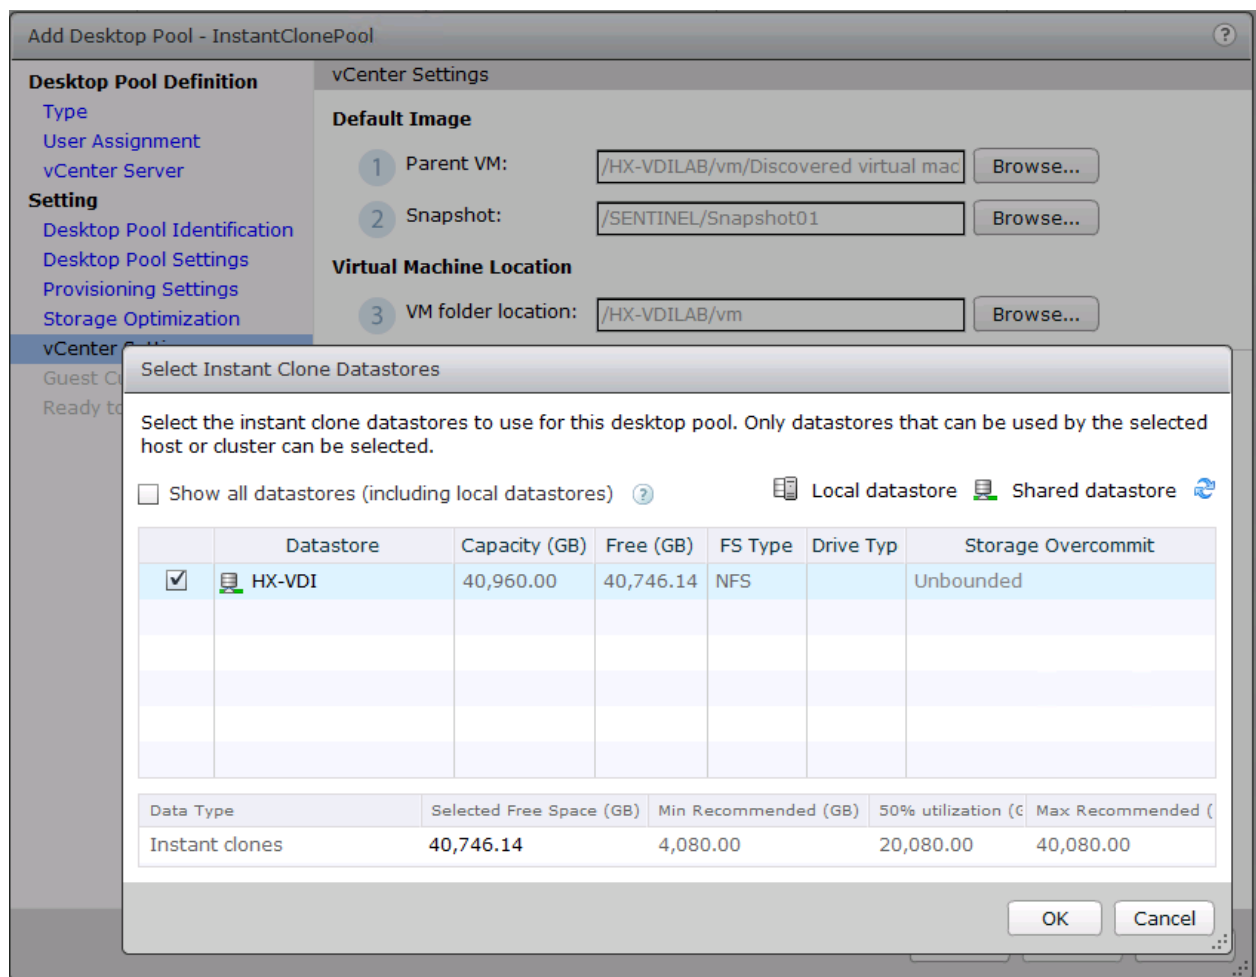 Add Desktop Pool - InstantClonePool
?
Desktop Pool Definition
Type
User Assignment
vCenter Server
Setting
Desktop Pool Identification
Desktop Pool Settings
Provisioning Settings
Storage Optimization
vCenter
Guest
Ready to
vCenter Settings
Default Image
1 Parent VM: /HX-VDILAB/vm/Discovered virtual mac Browse...
2 Snapshot: /SENTINEL/Snapshot01 Browse...
Virtual Machine Location
3 VM folder location: /HX-VDILAB/vm Browse...
Select Instant Clone Datastores
Select the instant clone datastores to use for this desktop pool. Only datastores that can be used by the selected
host or cluster can be selected.
Show all datastores (including local datastores) ? Local datastore Shared datastore
Datastore Capacity (GB) Free (GB) FS Type Drive Typ Storage Overcommit
HX-VDI 40,960.00 40,746.14 NFS Unbounded
Data Type Selected Free Space (GB) Min Recommended (GB) 50% utilization (G Max Recommended (
Instant clones 40,746.14 4,080.00 20,080.00 40,080.00
OK Cancel